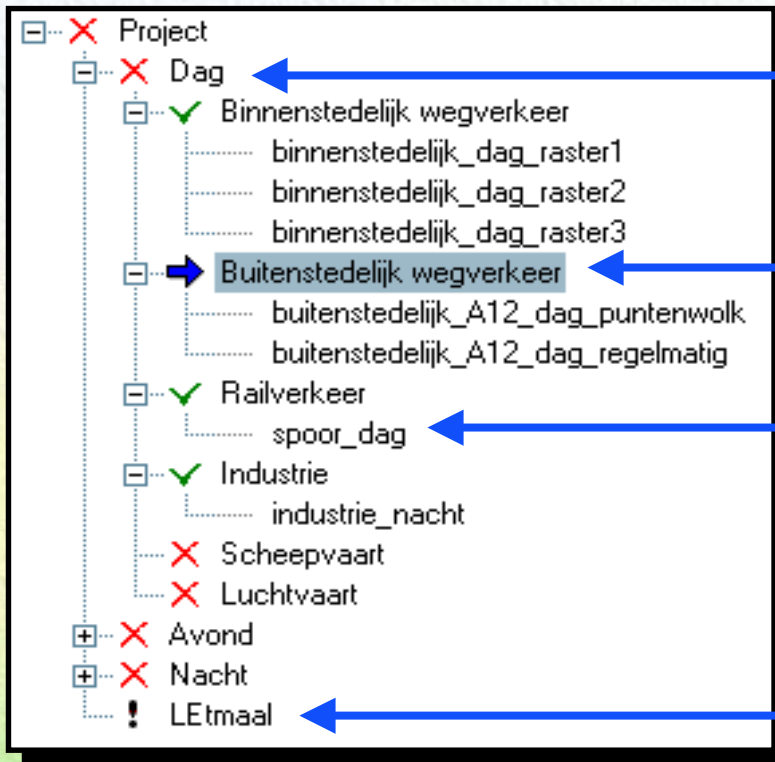 Project
Dag
Binnenstedelijk wegverkeer
binnenstedelijk_dag_raster1
binnenstedelijk_dag_raster2
binnenstedelijk_dag_raster3
Buitenstedelijk wegverkeer
buitenstedelijk_A12_dag_puntenwolk
buitenstedelijk_A12_dag_regelmatig
Railverkeer
spoor_dag
Industrie
industrie_nacht
Scheepvaart
Luchtvaart
Avond
Nacht
! LEtmaal